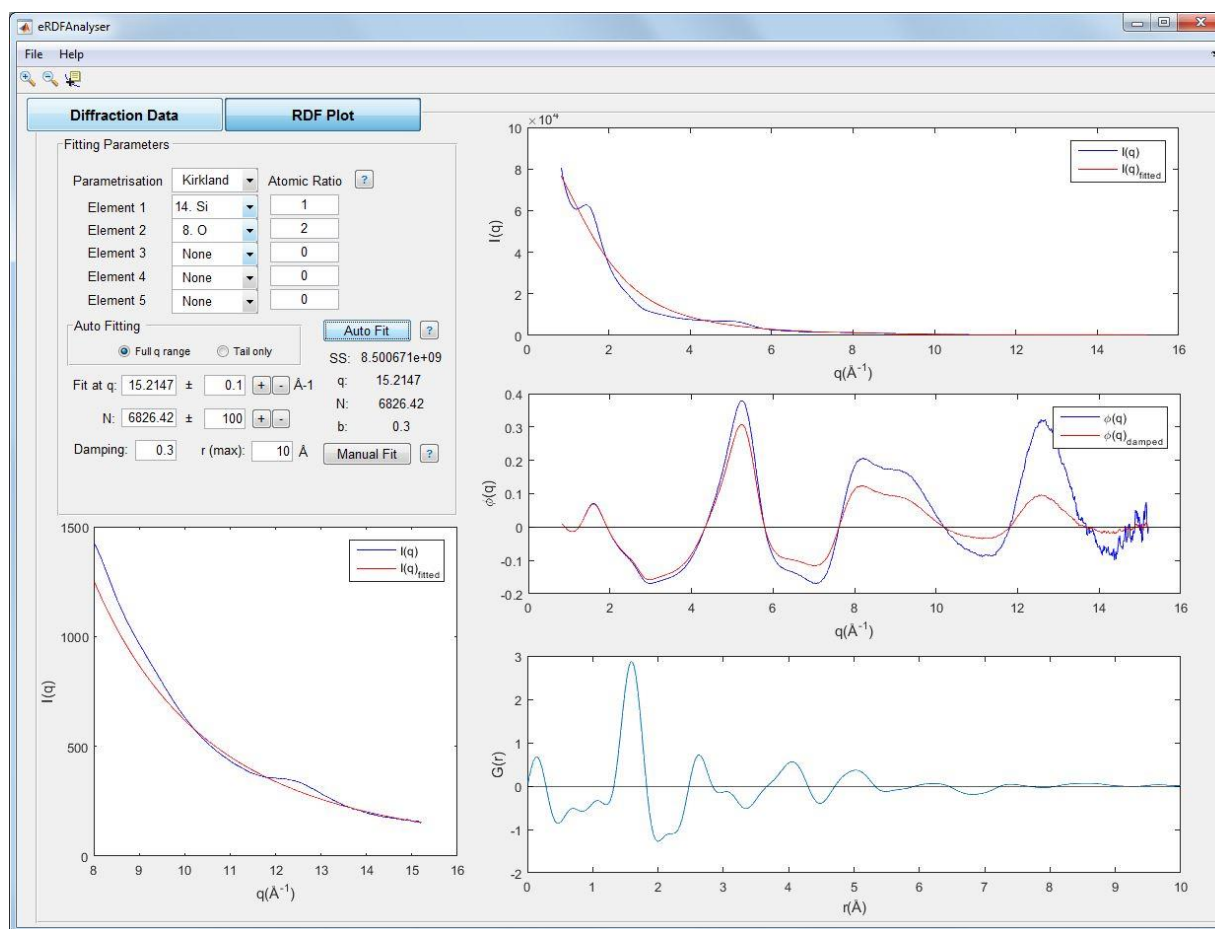 eRDFAnalyser
File Help
Diffraction Data RDF Plot
Fitting Parameters
Parametrisation Kirkland Atomic Ratio ?
Element 1 14. Si 1
Element 2 8. O 2
Element 3 None 0
Element 4 None 0
Element 5 None 0
Auto Fitting
Full q range Tail only
Auto Fit ?
SS: 8.500671e+09
Fit at q: 15.2147 ± 0.1 + - Å-1 q: 15.2147
N: 6826.42 ± 100 + - N: 6826.42
b: 0.3
Damping: 0.3 r (max): 10 Å Manual Fit ?
1500
1000
500
0
I(q)
I(q)
I(q)fitted
8 9 10 11 12 13 14 15 16
q(Å-1)
× 10^4
10
8
6
4
2
0
I(q)
I(q)
I(q)fitted
0 2 4 6 8 10 12 14 16
q(Å-1)
0.4
0.3
0.2
0.1
0
-0.1
-0.2
ϕ(q)
ϕ(q)
ϕ(q)damped
0 2 4 6 8 10 12 14 16
q(Å-1)
3
2
1
0
-1
-2
G(r)
0 1 2 3 4 5 6 7 8 9 10
r(Å)